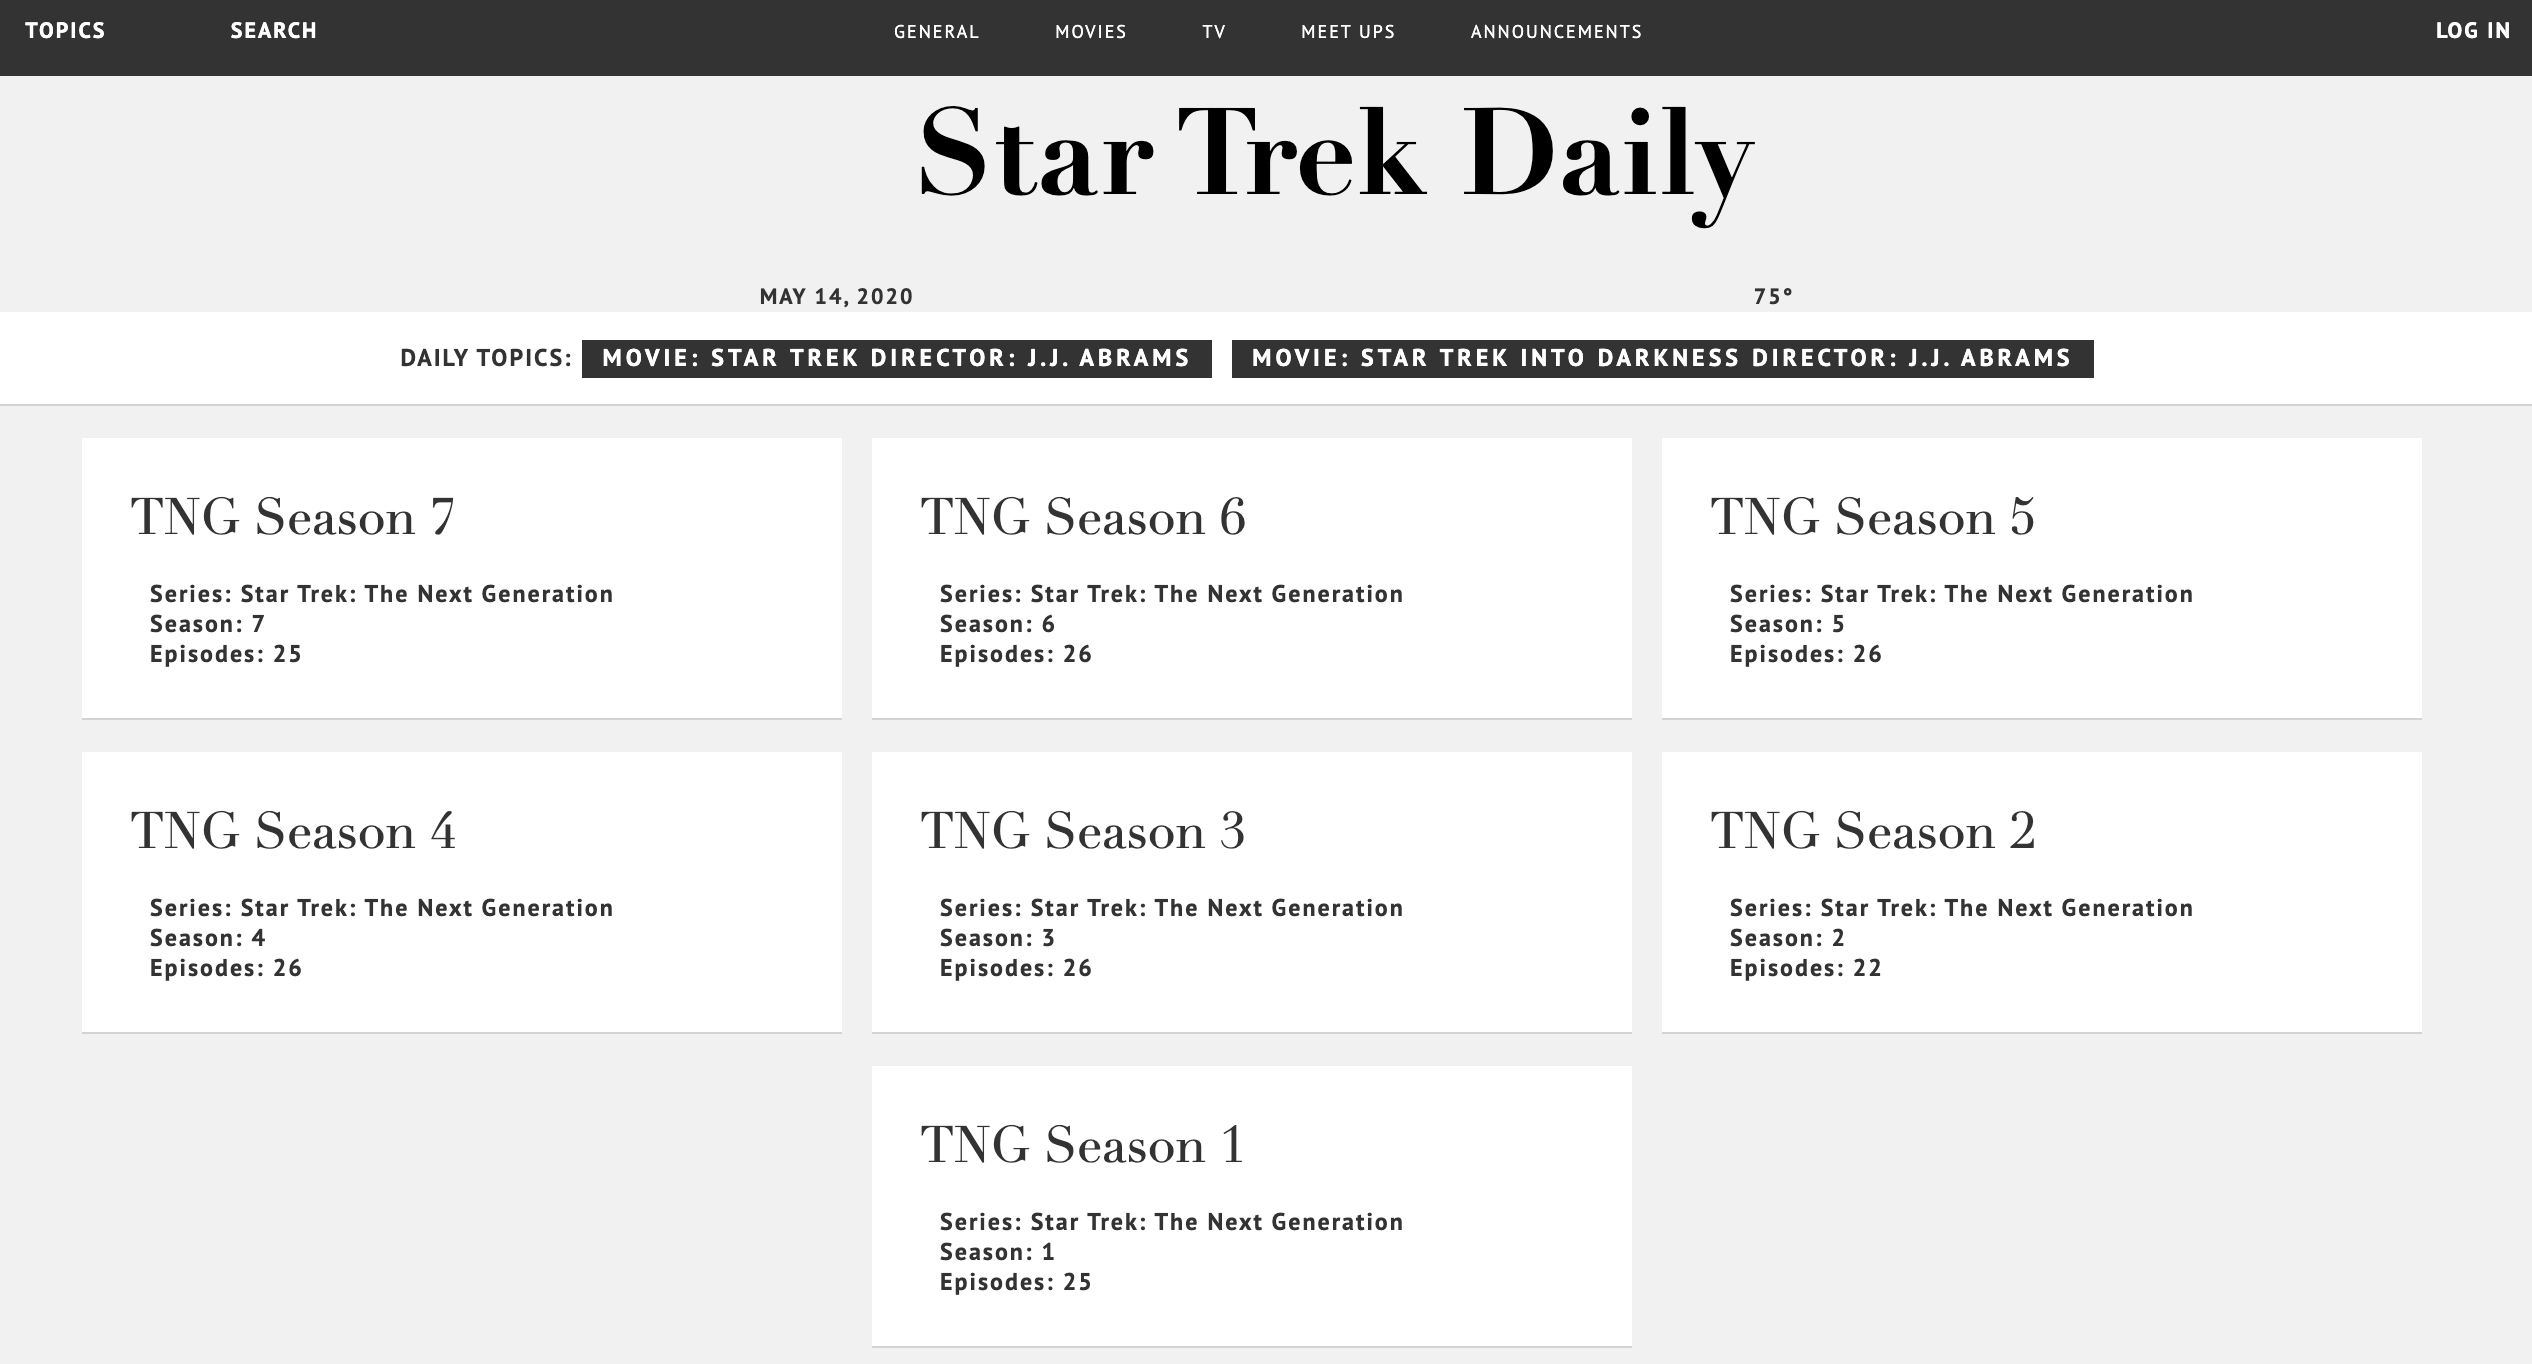 TOPICS SEARCH GENERAL MOVIES TV MEET UPS ANNOUNCEMENTS LOG IN
Star Trek Daily
MAY 14, 2020 75°
DAILY TOPICS: MOVIE: STAR TREK DIRECTOR: J.J. ABRAMS MOVIE: STAR TREK INTO DARKNESS DIRECTOR: J.J. ABRAMS
TNG Season 7
Series: Star Trek: The Next Generation
Season: 7
Episodes: 25
TNG Season 6
Series: Star Trek: The Next Generation
Season: 6
Episodes: 26
TNG Season 5
Series: Star Trek: The Next Generation
Season: 5
Episodes: 26
TNG Season 4
Series: Star Trek: The Next Generation
Season: 4
Episodes: 26
TNG Season 3
Series: Star Trek: The Next Generation
Season: 3
Episodes: 26
TNG Season 2
Series: Star Trek: The Next Generation
Season: 2
Episodes: 22
TNG Season 1
Series: Star Trek: The Next Generation
Season: 1
Episodes: 25